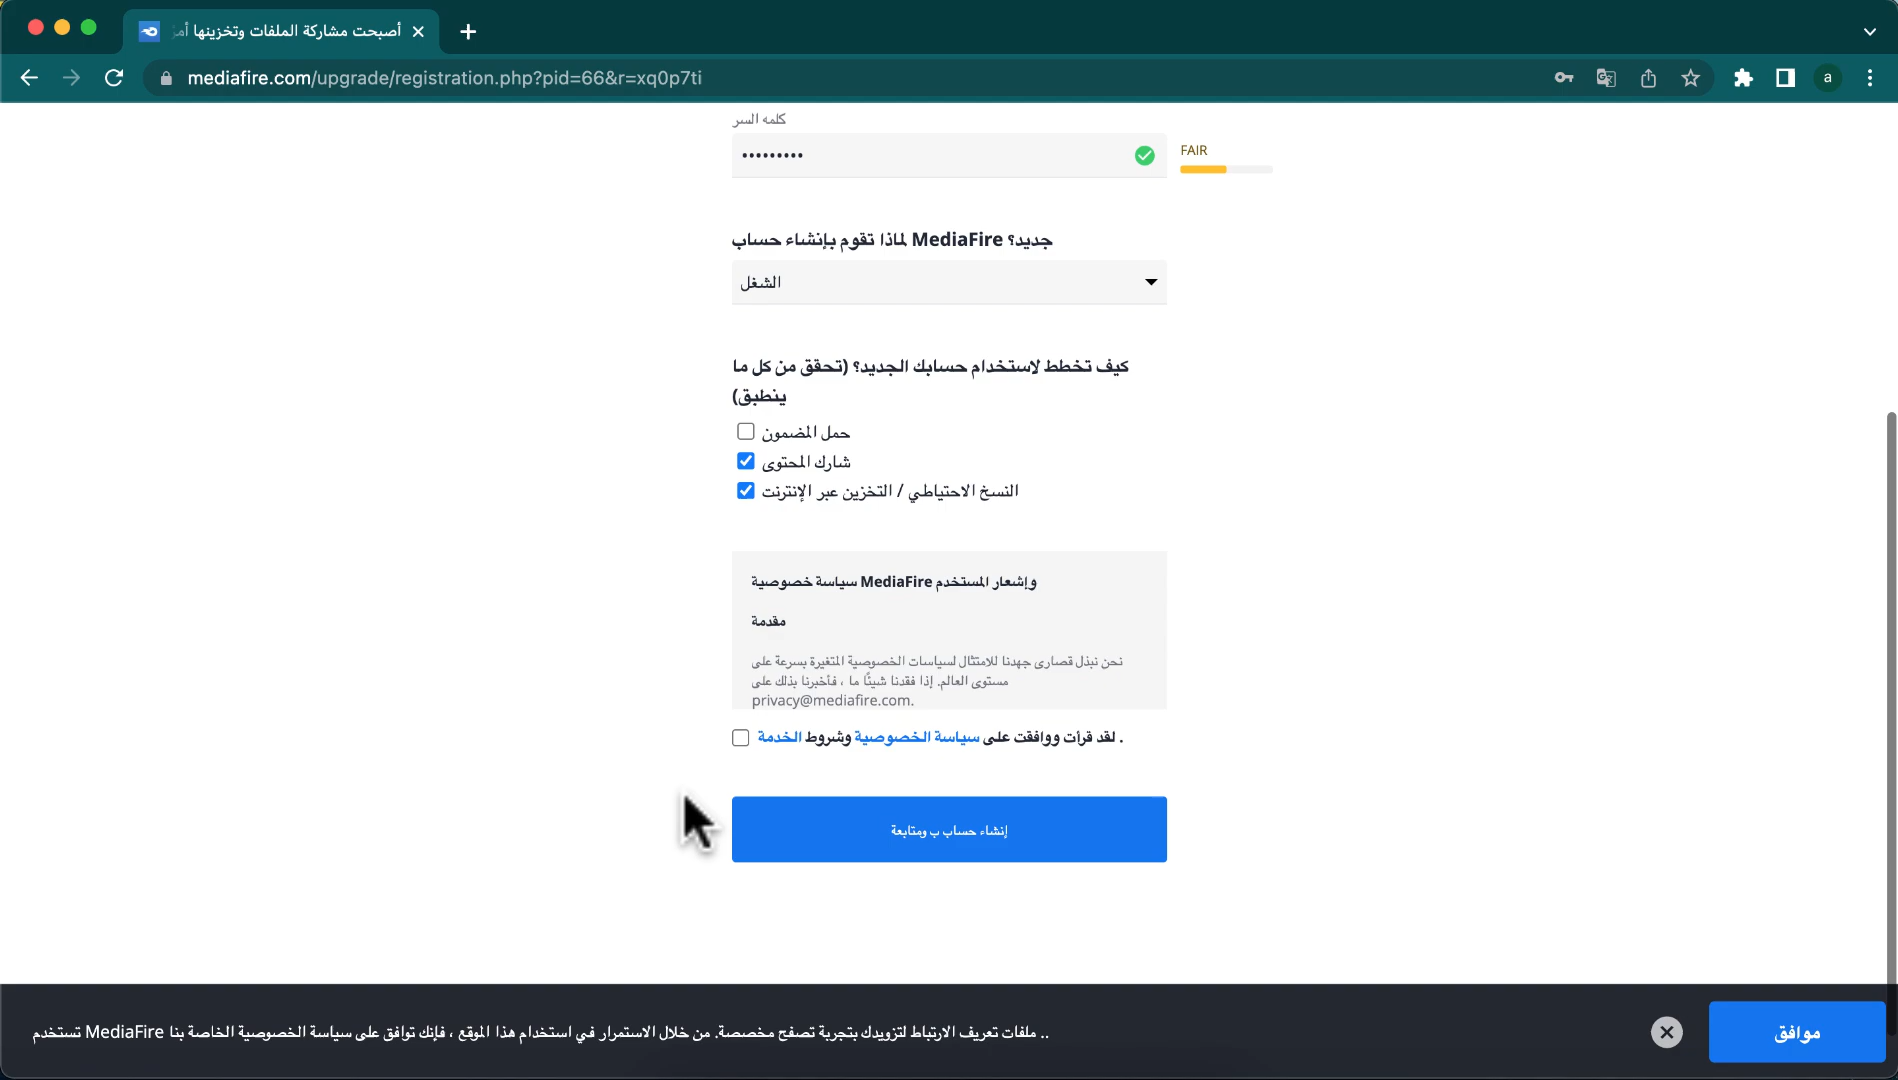 أصبحت مشاركة الملفات وتخزينها
mediafire.com/upgrade/registration.php?pid=66&r=xq0p7ti
a
كلمه السر
•••••••••
FAIR
لماذا تقوم بإنشاء حساب MediaFire جديد؟
الشغل
كيف تخطط لاستخدام حسابك الجديد؟ (تحقق من كل ما
ينطبق)
حمل المضمون
شارك المحتوى
النسخ الاحتياطي / التخزين عبر الإنترنت
سياسة خصوصية MediaFire وإشعار المستخدم
مقدمة
نحن نبذل قصارى جهدنا للامتثال لسياسات الخصوصية المتغيرة بسرعة على
مستوى العالم. إذا فقدنا شيئًا ما ، فأخبرنا بذلك على
privacy@mediafire.com.
لقد قرأت ووافقت على سياسة الخصوصية وشروط الخدمة .
إنشاء حساب ب ومتابعة
تستخدم MediaFire ملفات تعريف الارتباط لتزويدك بتجربة تصفح مخصصة. من خلال الاستمرار في استخدام هذا الموقع ، فإنك توافق على سياسة الخصوصية الخاصة بنا ..
موافق